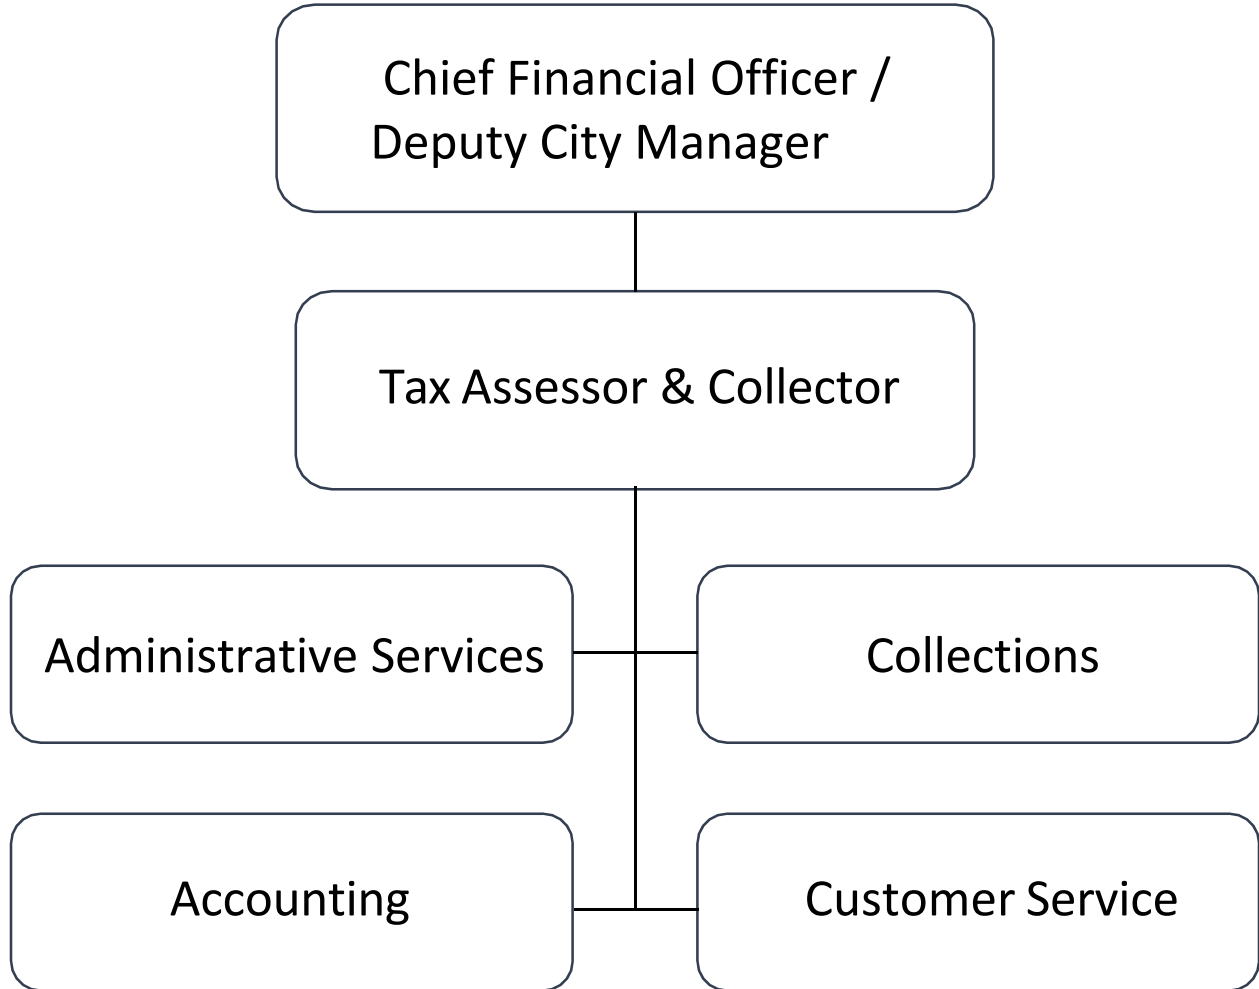 Chief Financial Officer /
Deputy City Manager
Tax Assessor & Collector
Administrative Services
Collections
Accounting
Customer Service